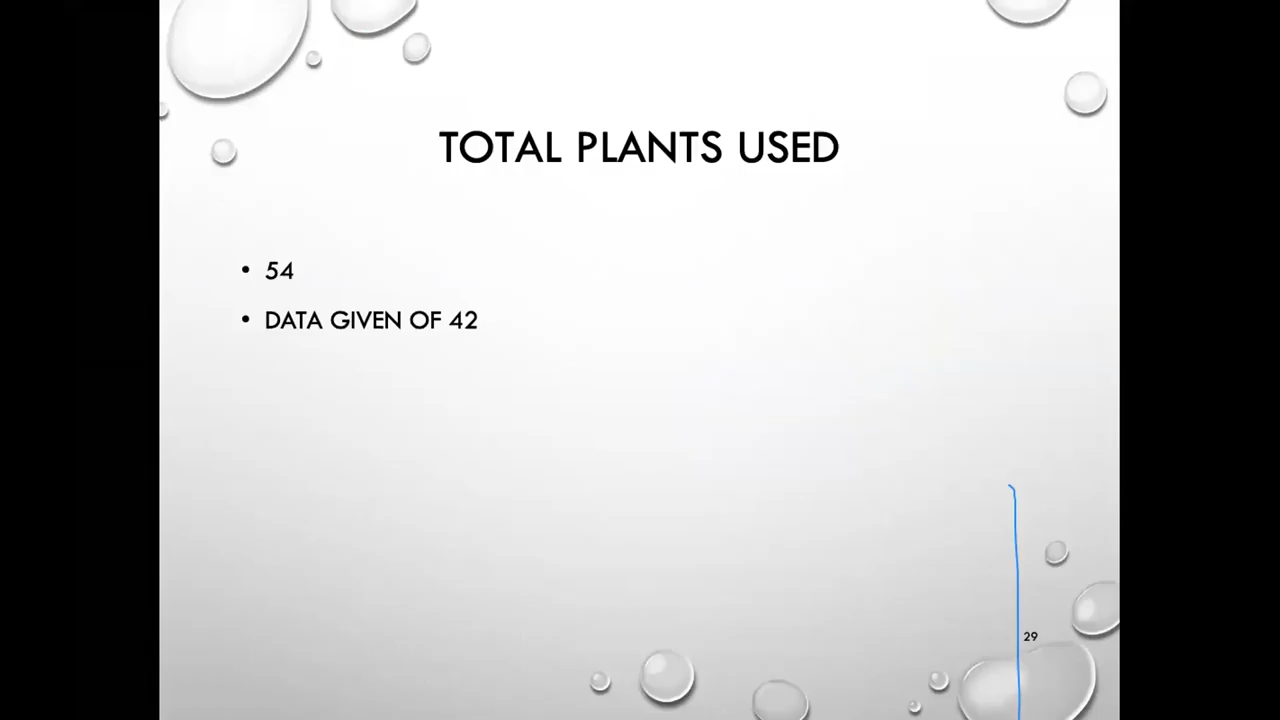 TOTAL PLANTS USED
• 54
• DATA GIVEN OF 42
29